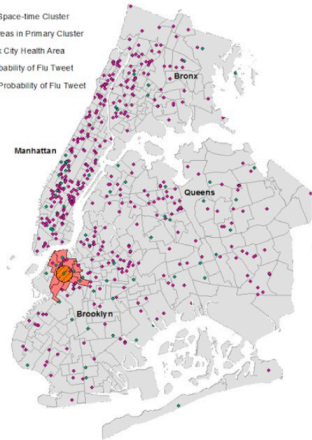 Space-time Cluster
eas in Primary Cluster
City Health Area
bability of Flu Tweet
Probability of Flu Tweet
Bronx
Manhattan
Queens
Brooklyn